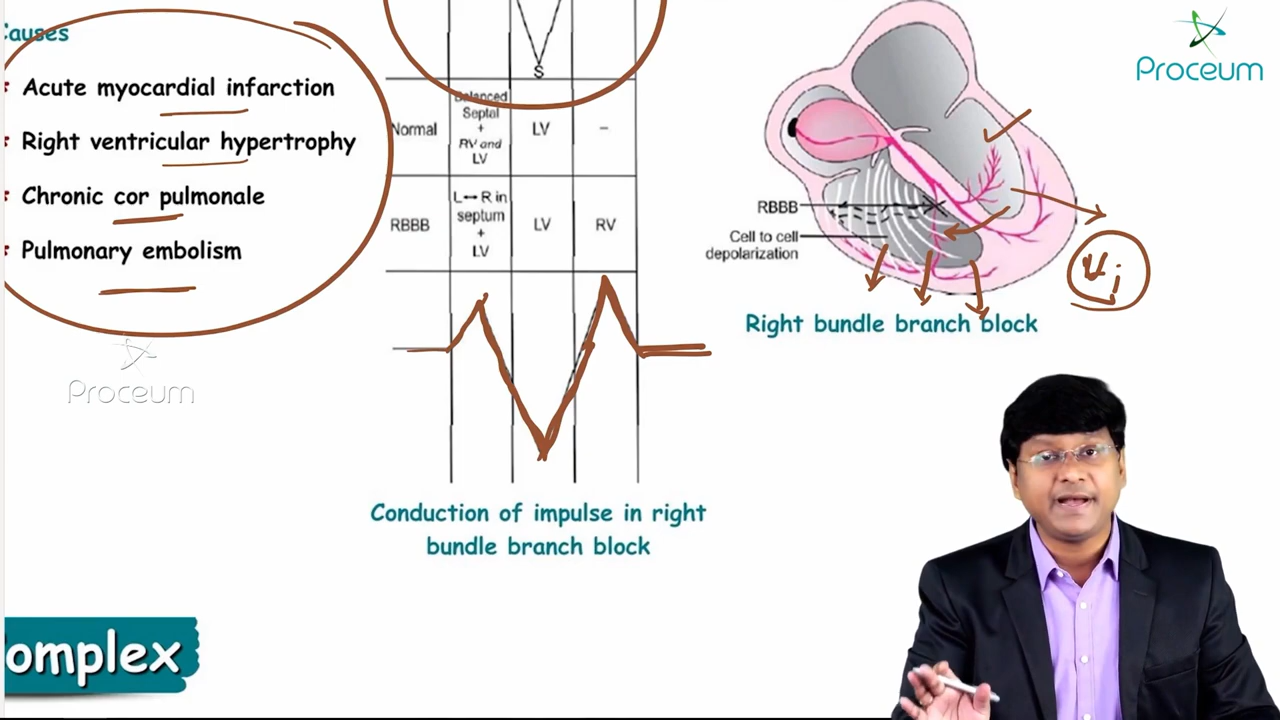 Causes
Acute myocardial infarction
Right ventricular hypertrophy
Chronic cor pulmonale
Pulmonary embolism
Proceum
S
Normal
Balanced
Septal
+
RV and
LV
LV
–
RBBB
L↔R in
septum
+
LV
LV
RV
Conduction of impulse in right
bundle branch block
Proceum
RBBB
Cell to cell
depolarization
Right bundle branch block
omplex